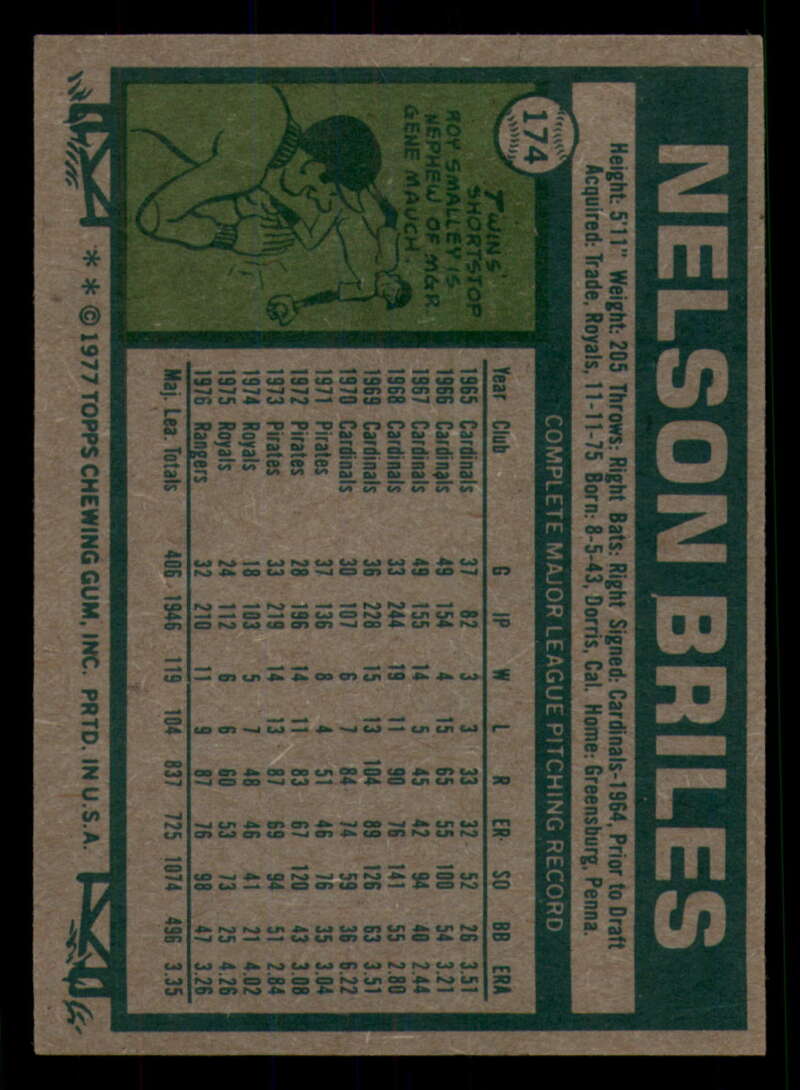 174
NELSON BRILES
Height: 5'11" Weight: 205 Throws: Right Bats: Right Signed: Cardinals-1964, Prior to Draft
Acquired: Trade, Royals, 11-11-75 Born: 8-5-43, Dorris, Cal. Home: Greensburg, Penna.
TWINS'
SHORTSTOP
ROY SMALLEY IS
NEPHEW OF MGR.
GENE MAUCH.
COMPLETE MAJOR LEAGUE PITCHING RECORD
Year Club G IP W L R ER SO BB ERA
1965 Cardinals 37 82 3 3 33 32 52 26 3.51
1966 Cardinals 49 154 4 15 65 55 100 54 3.21
1967 Cardinals 49 155 14 5 45 42 94 40 2.44
1968 Cardinals 33 244 19 11 90 76 141 55 2.80
1969 Cardinals 36 228 15 13 104 89 126 63 3.51
1970 Cardinals 30 107 6 7 84 74 59 36 6.22
1971 Pirates 37 136 8 4 51 46 76 35 3.04
1972 Pirates 28 196 14 11 83 67 120 43 3.08
1973 Pirates 33 219 14 13 87 69 94 51 2.84
1974 Royals 18 103 5 7 48 46 41 21 4.02
1975 Royals 24 112 6 6 60 53 73 25 4.26
1976 Rangers 32 210 11 9 87 76 98 47 3.26
Maj. Lea. Totals 406 1946 119 104 837 725 1074 496 3.35
* * © 1977 TOPPS CHEWING GUM, INC. PRTD. IN U.S.A.